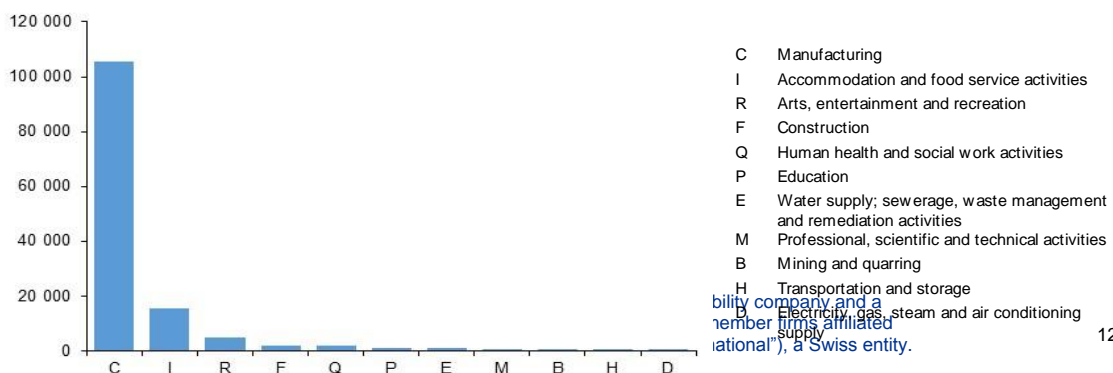 120 000
100 000
80 000
60 000
40 000
20 000
0
C I R F Q P E M B H D
C Manufacturing
I Accommodation and food service activities
R Arts, entertainment and recreation
F Construction
Q Human health and social work activities
P Education
E Water supply; sewerage, waste management
and remediation activities
M Professional, scientific and technical activities
B Mining and quarring
H Transportation and storage
D Electricity, gas, steam and air conditioning
supply
bility company and a
member firms affiliated
national"), a Swiss entity.
12